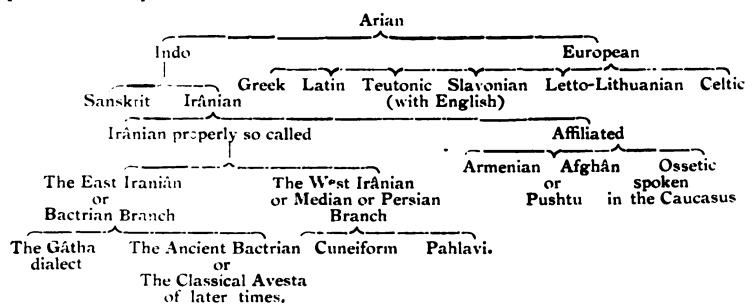 Arian
Indo European
Greek Latin Teutonic Slavonian Letto-Lithuanian Celtic
(with English)
Sanskrit Irânian
Irânian properly so called Affiliated
Armenian Afghân Ossetic
or spoken
Pushtu in the Caucasus
The East Iraniân The West Irânian
or or Median or Persian
Bactrian Branch Branch
The Gâtha The Ancient Bactrian Cuneiform Pahlavi.
dialect or
The Classical Avesta
of later times.